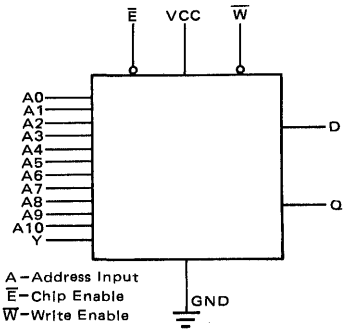 E̅ VCC W̅
A0
A1
A2
A3
A4
A5
A6
A7
A8
A9
A10
Y
D
Q
GND
A–Address Input
E̅–Chip Enable
W̅–Write Enable